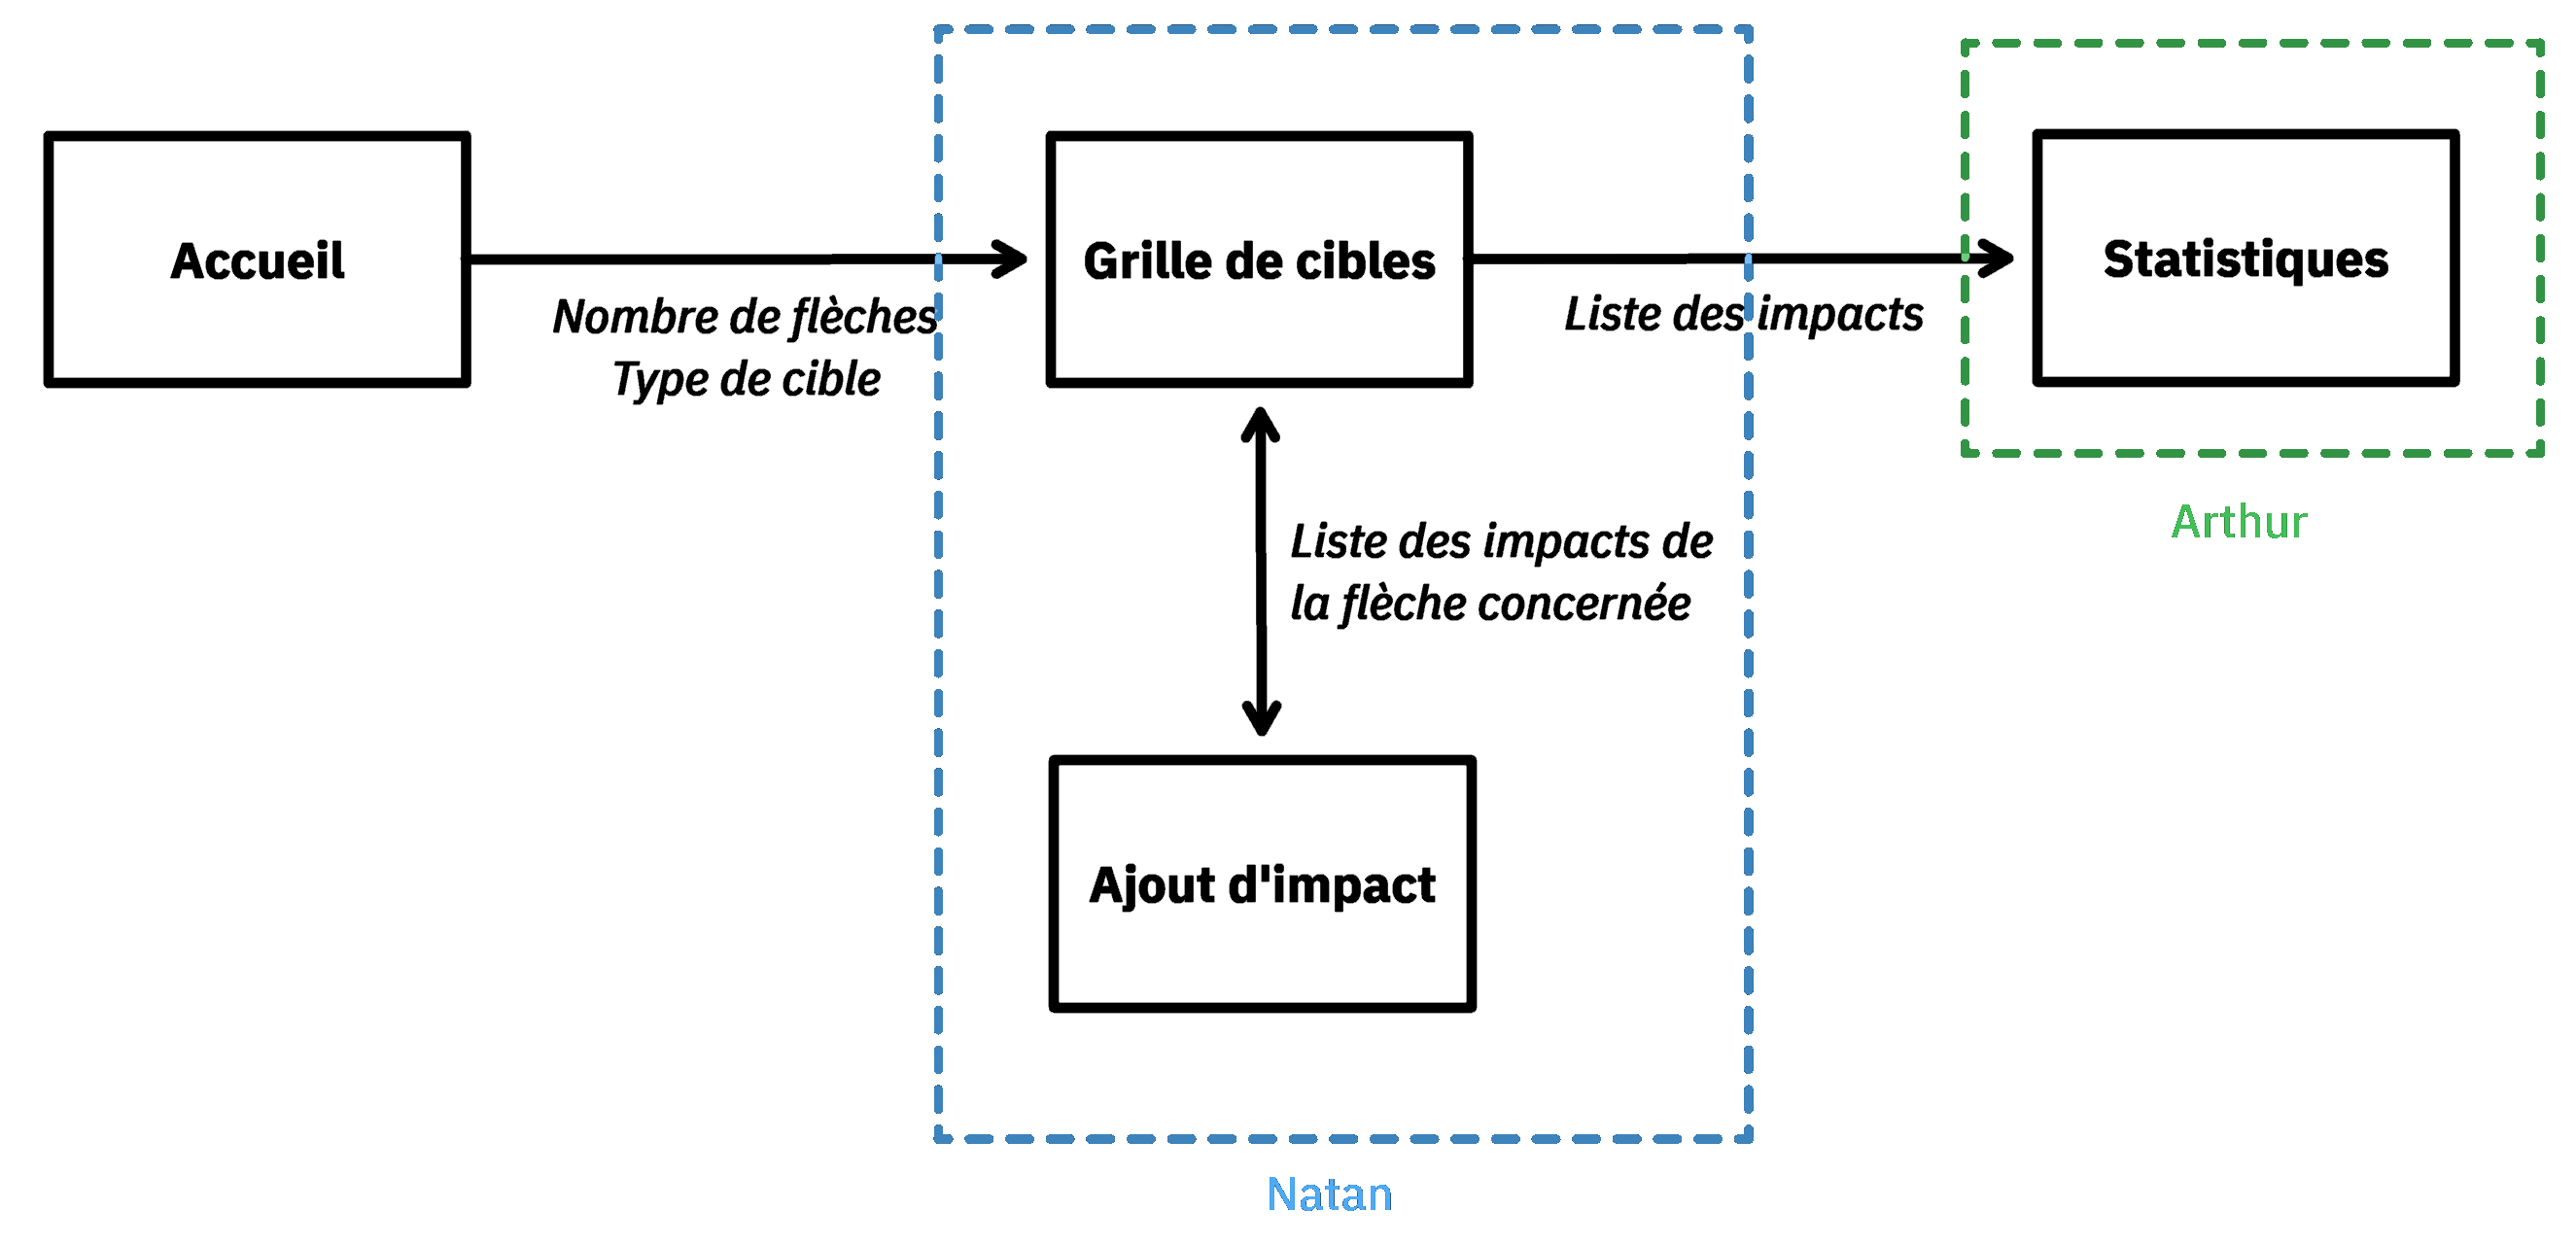 Accueil
Nombre de flèches
Type de cible
Grille de cibles
Liste des impacts
Statistiques
Arthur
Liste des impacts de
la flèche concernée
Ajout d'impact
Natan